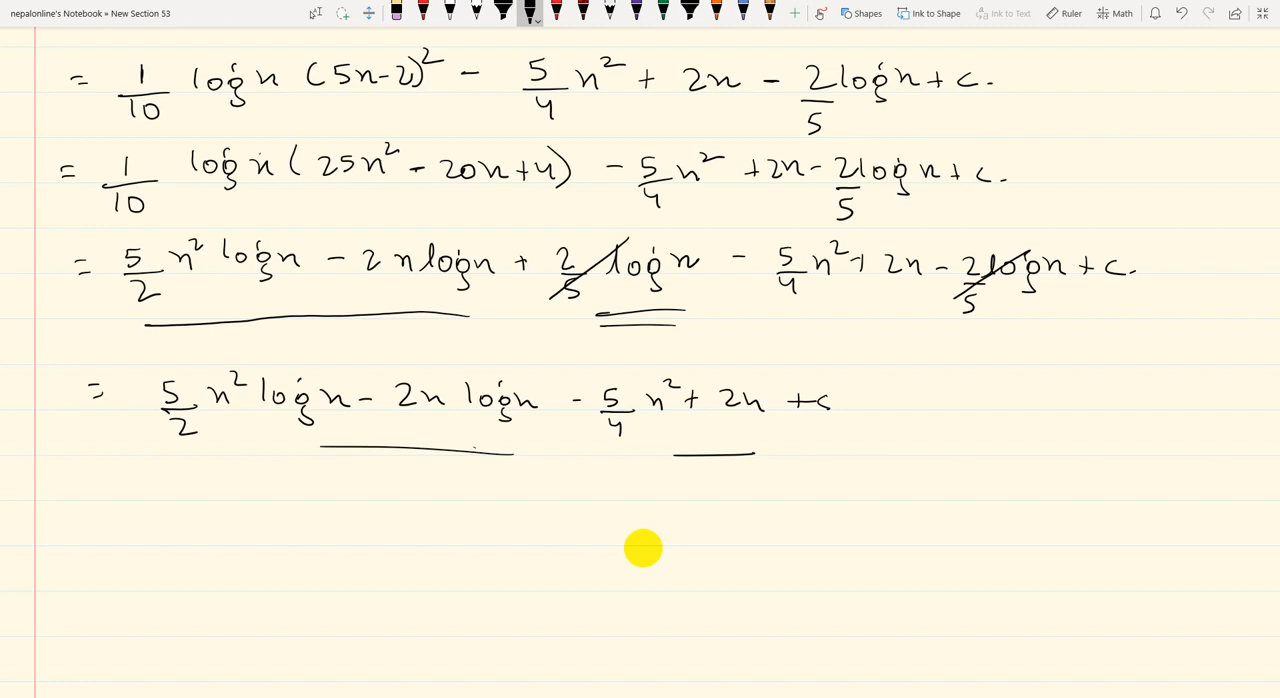 nepalonline's Notebook » New Section 53
Shapes Ink to Shape Ink to Text Ruler Math
= 1/10 log x (5x-2)² - 5/4 x² + 2x - 2/5 log x + c.
= 1/10 log x (25x² - 20x + 4) - 5/4 x² + 2x - 2/5 log x + c.
= 5/2 x² log x - 2x log x + 2/5 log x - 5/4 x² + 2x - 2/5 log x + c.
= 5/2 x² log x - 2x log x - 5/4 x² + 2x + c